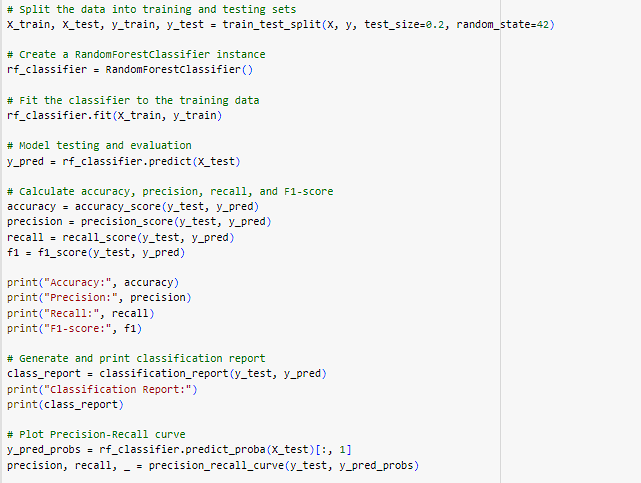 # Split the data into training and testing sets
X_train, X_test, y_train, y_test = train_test_split(X, y, test_size=0.2, random_state=42)
# Create a RandomForestClassifier instance
rf_classifier = RandomForestClassifier()
# Fit the classifier to the training data
rf_classifier.fit(X_train, y_train)
# Model testing and evaluation
y_pred = rf_classifier.predict(X_test)
# Calculate accuracy, precision, recall, and F1-score
accuracy = accuracy_score(y_test, y_pred)
precision = precision_score(y_test, y_pred)
recall = recall_score(y_test, y_pred)
f1 = f1_score(y_test, y_pred)
print("Accuracy:", accuracy)
print("Precision:", precision)
print("Recall:", recall)
print("F1-score:", f1)
# Generate and print classification report
class_report = classification_report(y_test, y_pred)
print("Classification Report:")
print(class_report)
# Plot Precision-Recall curve
y_pred_probs = rf_classifier.predict_proba(X_test)[:, 1]
precision, recall, _ = precision_recall_curve(y_test, y_pred_probs)